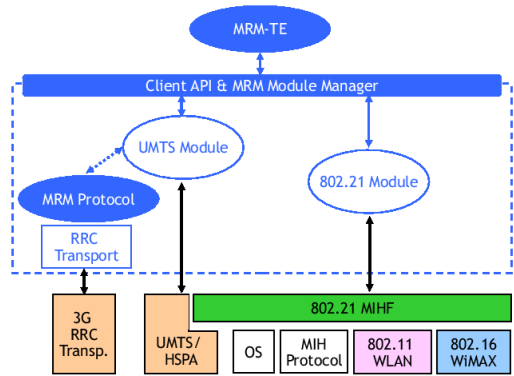 MRM-TE
Client API & MRM Module Manager
UMTS Module
802.21 Module
MRM Protocol
RRC
Transport
802.21 MIHF
3G
RRC
Transp.
UMTS/
HSPA
OS
MIH
Protocol
802.11
WLAN
802.16
WiMAX